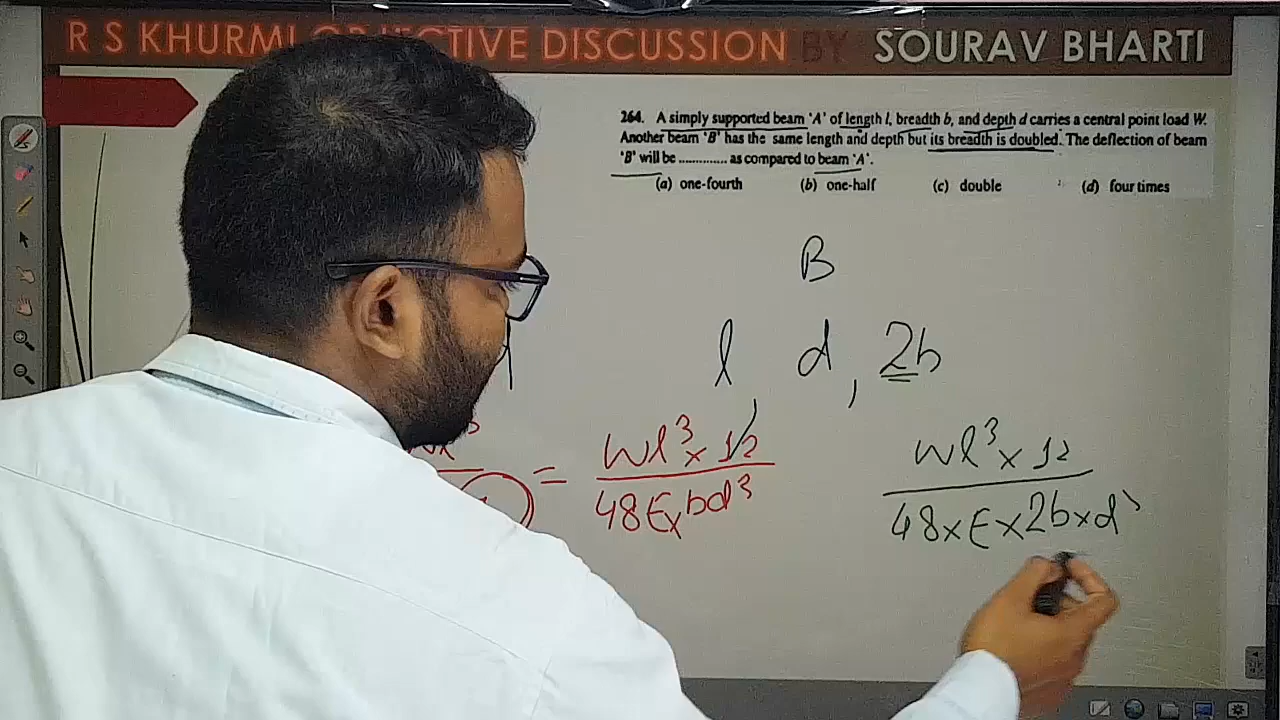 R S KHURMI OBJECTIVE DISCUSSION BY SOURAV BHARTI
264. A simply supported beam 'A' of length l, breadth b, and depth d carries a central point load W.
Another beam 'B' has the same length and depth but its breadth is doubled. The deflection of beam
'B' will be .............. as compared to beam 'A'.
(a) one-fourth (b) one-half (c) double (d) four times
B
l, d, 2b
= Wl³ × 12 / 48E × bd³
Wl³ × 12 / 48 × E × 2b × d³